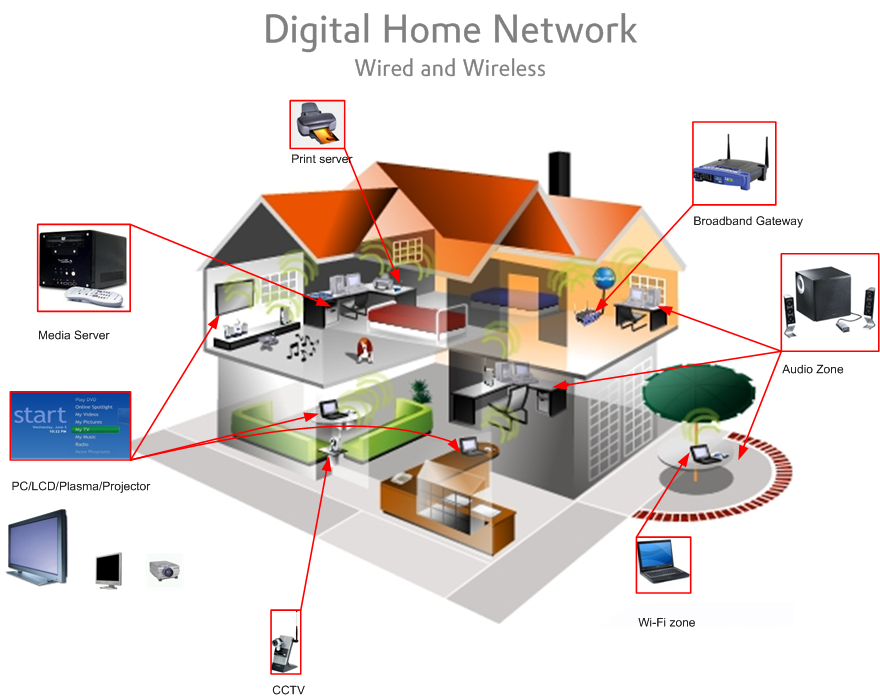 Digital Home Network
Wired and Wireless
Print server
Broadband Gateway
Media Server
Audio Zone
start
Play DVD
Online Spotlight
My Videos
My Pictures
My TV
My Music
Radio
PC/LCD/Plasma/Projector
Wi-Fi zone
CCTV